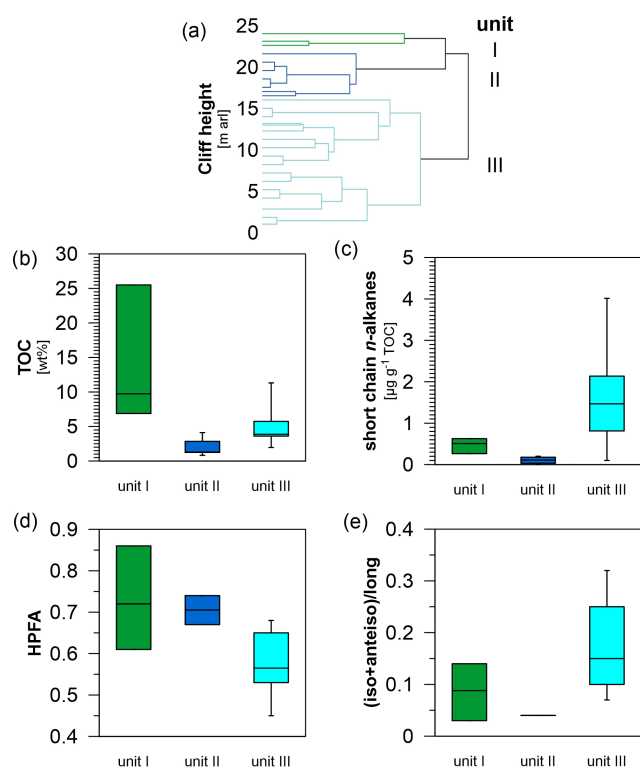 (a)
unit
25
20
15
10
5
0
Cliff height
[m arl]
I
II
III
(b)
30
25
20
15
10
5
0
TOC
[wt%]
unit I
unit II
unit III
(c)
5
4
3
2
1
0
short chain n-alkanes
[µg g⁻¹ TOC]
unit I
unit II
unit III
(d)
0.9
0.8
0.7
0.6
0.5
0.4
HPFA
unit I
unit II
unit III
(e)
0.4
0.3
0.2
0.1
0
(iso+anteiso)/long
unit I
unit II
unit III